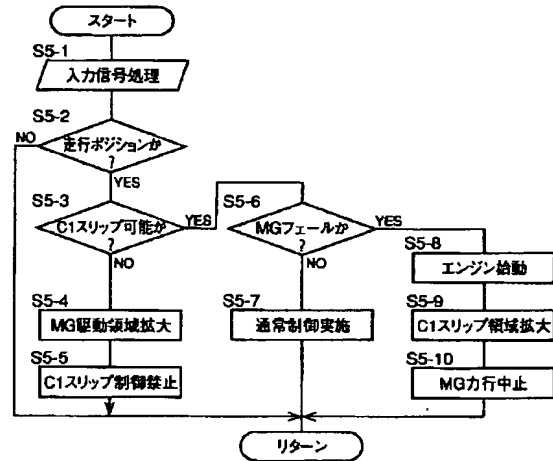 スタート
S5-1
入力信号処理
S5-2
走行ポジションか
?
NO
YES
S5-3
C1スリップ可能か
?
YES
NO
S5-6
MGフェールか
?
YES
NO
S5-4
MG駆動領域拡大
S5-5
C1スリップ制御禁止
S5-7
通常制御実施
S5-8
エンジン始動
S5-9
C1スリップ領域拡大
S5-10
MG力行中止
リターン